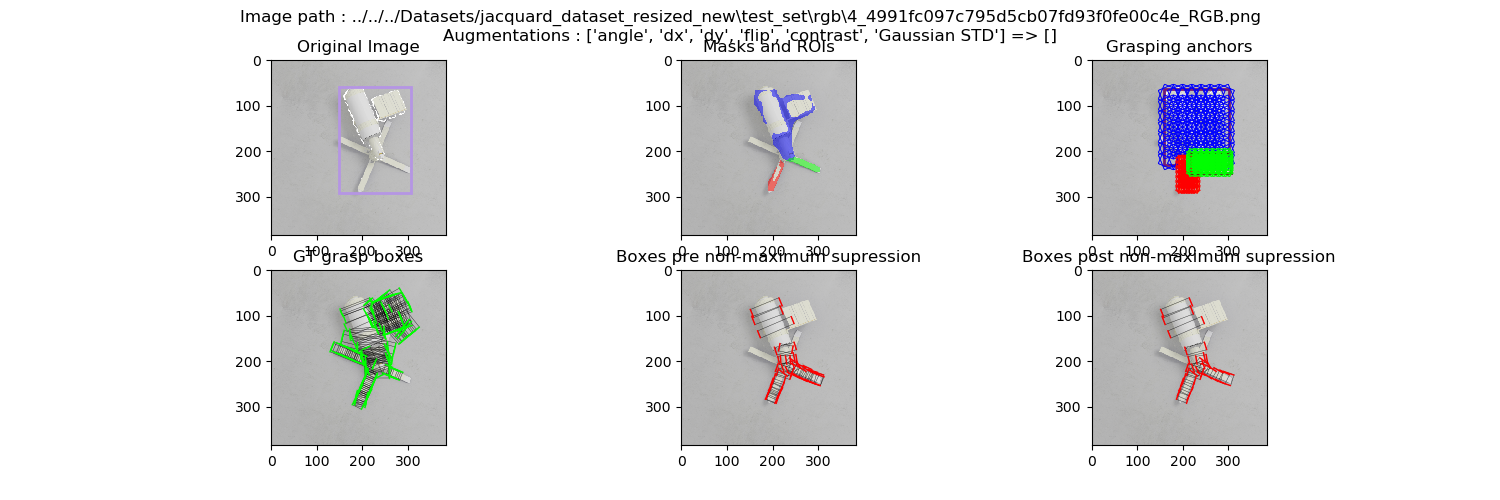 Image path : ../../../Datasets/jacquard_dataset_resized_new\test_set\rgb\4_4991fc097c795d5cb07fd93f0fe00c4e_RGB.png
Augmentations : ['angle', 'dx', 'dy', 'flip', 'contrast', 'Gaussian STD'] => []
Original Image
Masks and ROIs
Grasping anchors
0
100
200
300
0 100 200 300
0
100
200
300
0 100 200 300
0
100
200
300
0 100 200 300
GT grasp boxes
Boxes pre non-maximum supression
Boxes post non-maximum supression
0
100
200
300
0 100 200 300
0
100
200
300
0 100 200 300
0
100
200
300
0 100 200 300